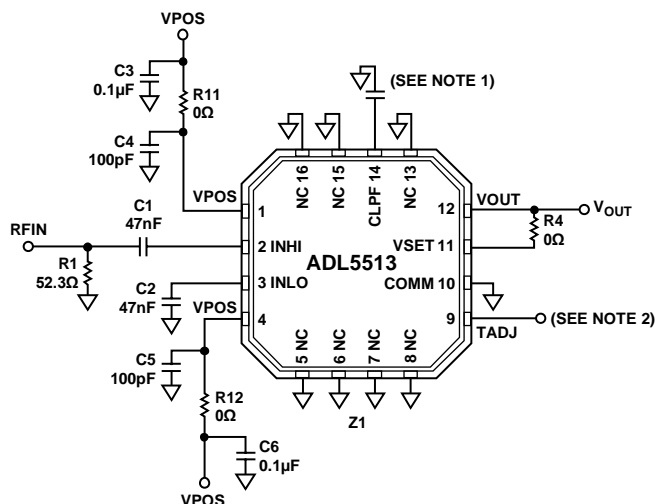 VPOS
C3
0.1µF
R11
0Ω
C4
100pF
VPOS
(SEE NOTE 1)
NC 16
NC 15
CLPF 14
NC 13
RFIN
C1
47nF
R1
52.3Ω
C2
47nF
VPOS
1
2 INHI
3 INLO
4
ADL5513
12
VSET 11
COMM 10
9
VOUT
R4
0Ω
VOUT
TADJ
(SEE NOTE 2)
5 NC
6 NC
7 NC
8 NC
Z1
C5
100pF
R12
0Ω
C6
0.1µF
VPOS